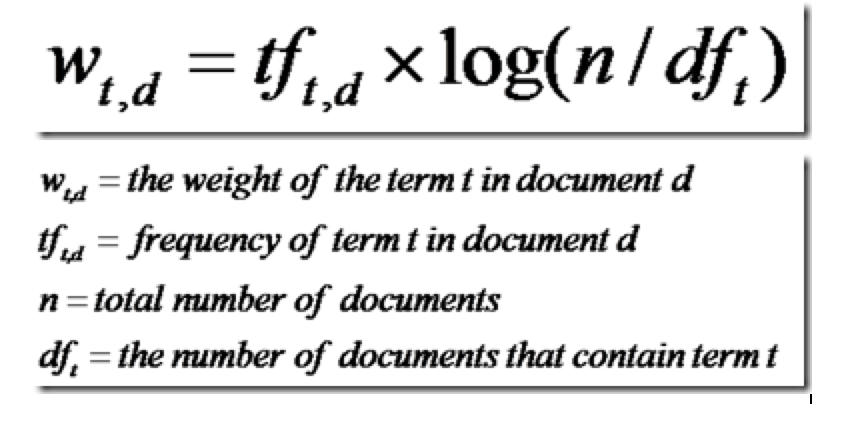 w_{t,d} = tf_{t,d} × log(n / df_t)
w_{t,d} = the weight of the term t in document d
tf_{t,d} = frequency of term t in document d
n = total number of documents
df_t = the number of documents that contain term t